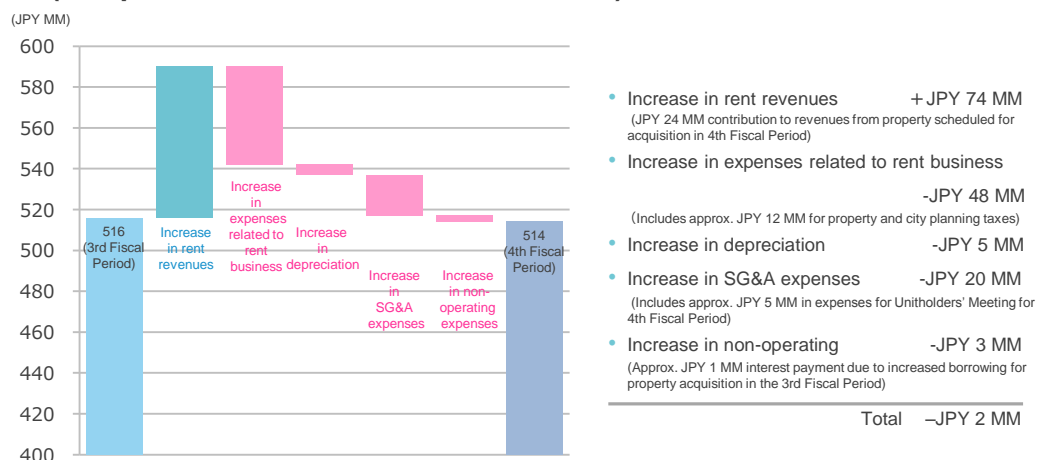 (JPY MM)
600
580
560
540
520
500
480
460
440
420
400
516
(3rd Fiscal
Period)
Increase
in rent
revenues
Increase
in
expenses
related to
rent
business
Increase
in
depreciation
Increase
in
SG&A
expenses
Increase
in non-
operating
expenses
514
(4th Fiscal
Period)
• Increase in rent revenues +JPY 74 MM
(JPY 24 MM contribution to revenues from property scheduled for
acquisition in 4th Fiscal Period)
• Increase in expenses related to rent business
-JPY 48 MM
(Includes approx. JPY 12 MM for property and city planning taxes)
• Increase in depreciation -JPY 5 MM
• Increase in SG&A expenses -JPY 20 MM
(Includes approx. JPY 5 MM in expenses for Unitholders' Meeting for
4th Fiscal Period)
• Increase in non-operating -JPY 3 MM
(Approx. JPY 1 MM interest payment due to increased borrowing for
property acquisition in the 3rd Fiscal Period)
Total –JPY 2 MM